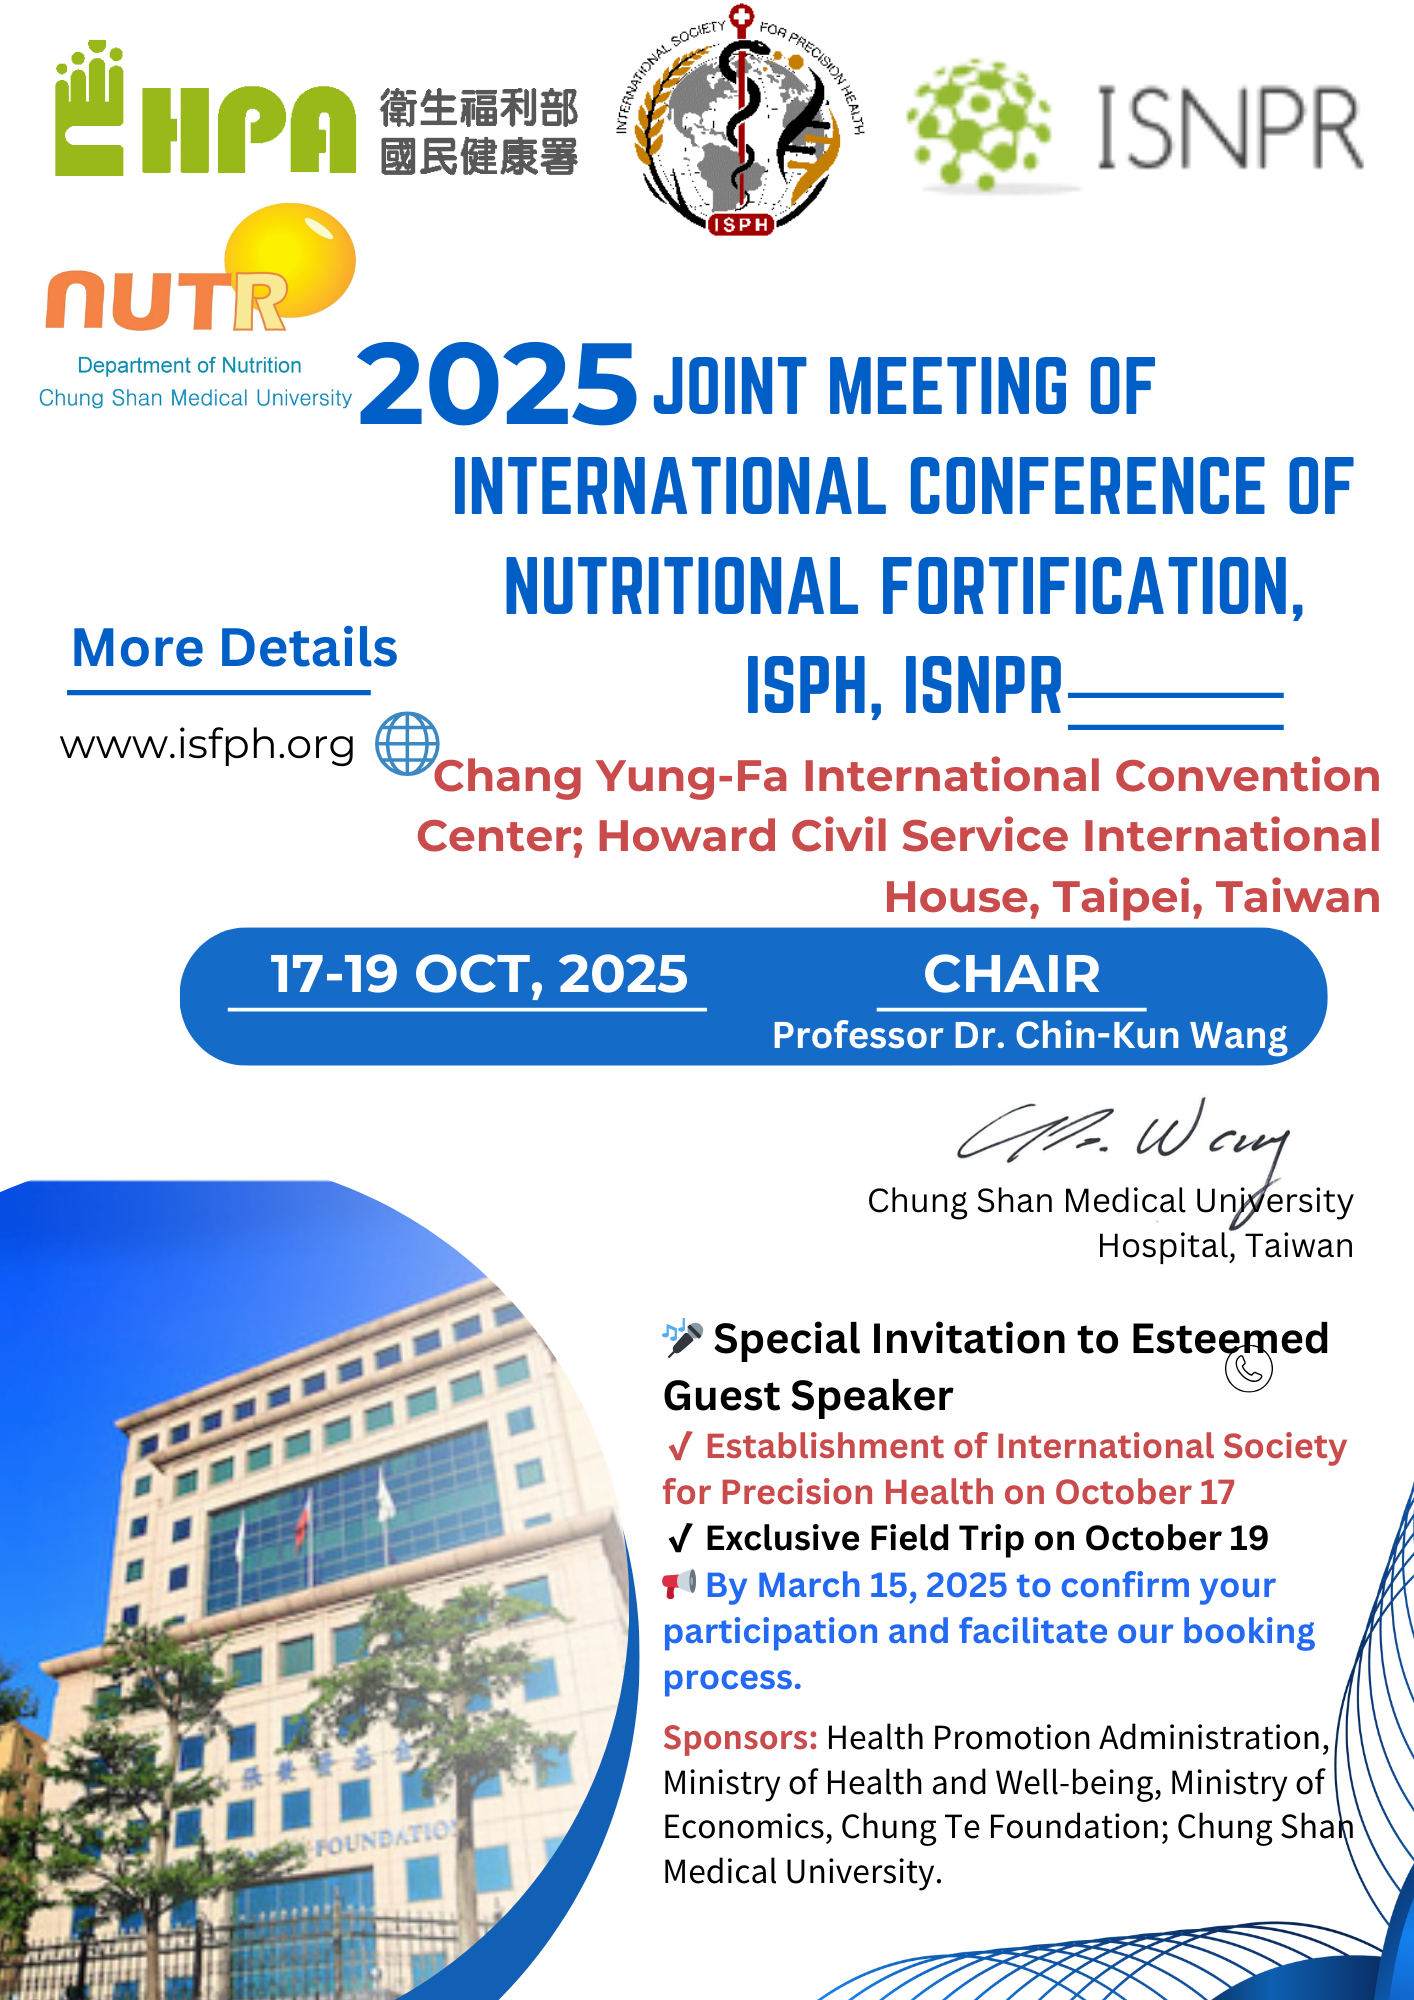 HPA
衛生福利部
國民健康署
INTERNATIONAL SOCIETY FOR PRECISION HEALTH
ISPH
ISNPR
NUTR
Department of Nutrition
Chung Shan Medical University
2025 JOINT MEETING OF
INTERNATIONAL CONFERENCE OF
NUTRITIONAL FORTIFICATION,
ISPH, ISNPR
More Details
www.isfph.org
Chang Yung-Fa International Convention
Center; Howard Civil Service International
House, Taipei, Taiwan
17-19 OCT, 2025
CHAIR
Professor Dr. Chin-Kun Wang
Wang
Chung Shan Medical University
Hospital, Taiwan
Special Invitation to Esteemed
Guest Speaker
✓ Establishment of International Society
for Precision Health on October 17
✓ Exclusive Field Trip on October 19
By March 15, 2025 to confirm your
participation and facilitate our booking
process.
Sponsors: Health Promotion Administration,
Ministry of Health and Well-being, Ministry of
Economics, Chung Te Foundation; Chung Shan
Medical University.
張榮發基金
FOUNDATION